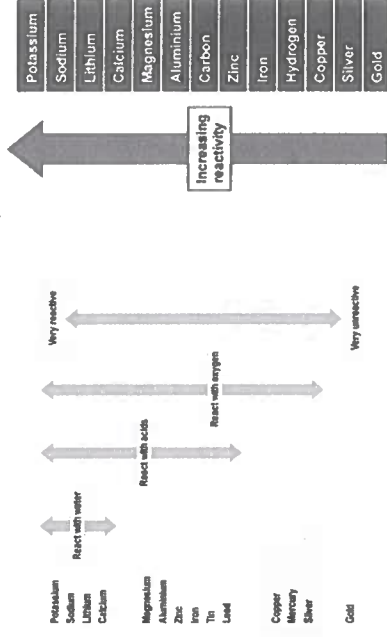 Potassium
Sodium
Lithium
Calcium
Magnesium
Aluminium
Zinc
Iron
Tin
Lead
Copper
Mercury
Silver
Gold
React with water
React with acids
React with oxygen
Very reactive
Very unreactive
Increasing
reactivity
Potassium
Sodium
Lithium
Calcium
Magnesium
Aluminium
Carbon
Zinc
Iron
Hydrogen
Copper
Silver
Gold